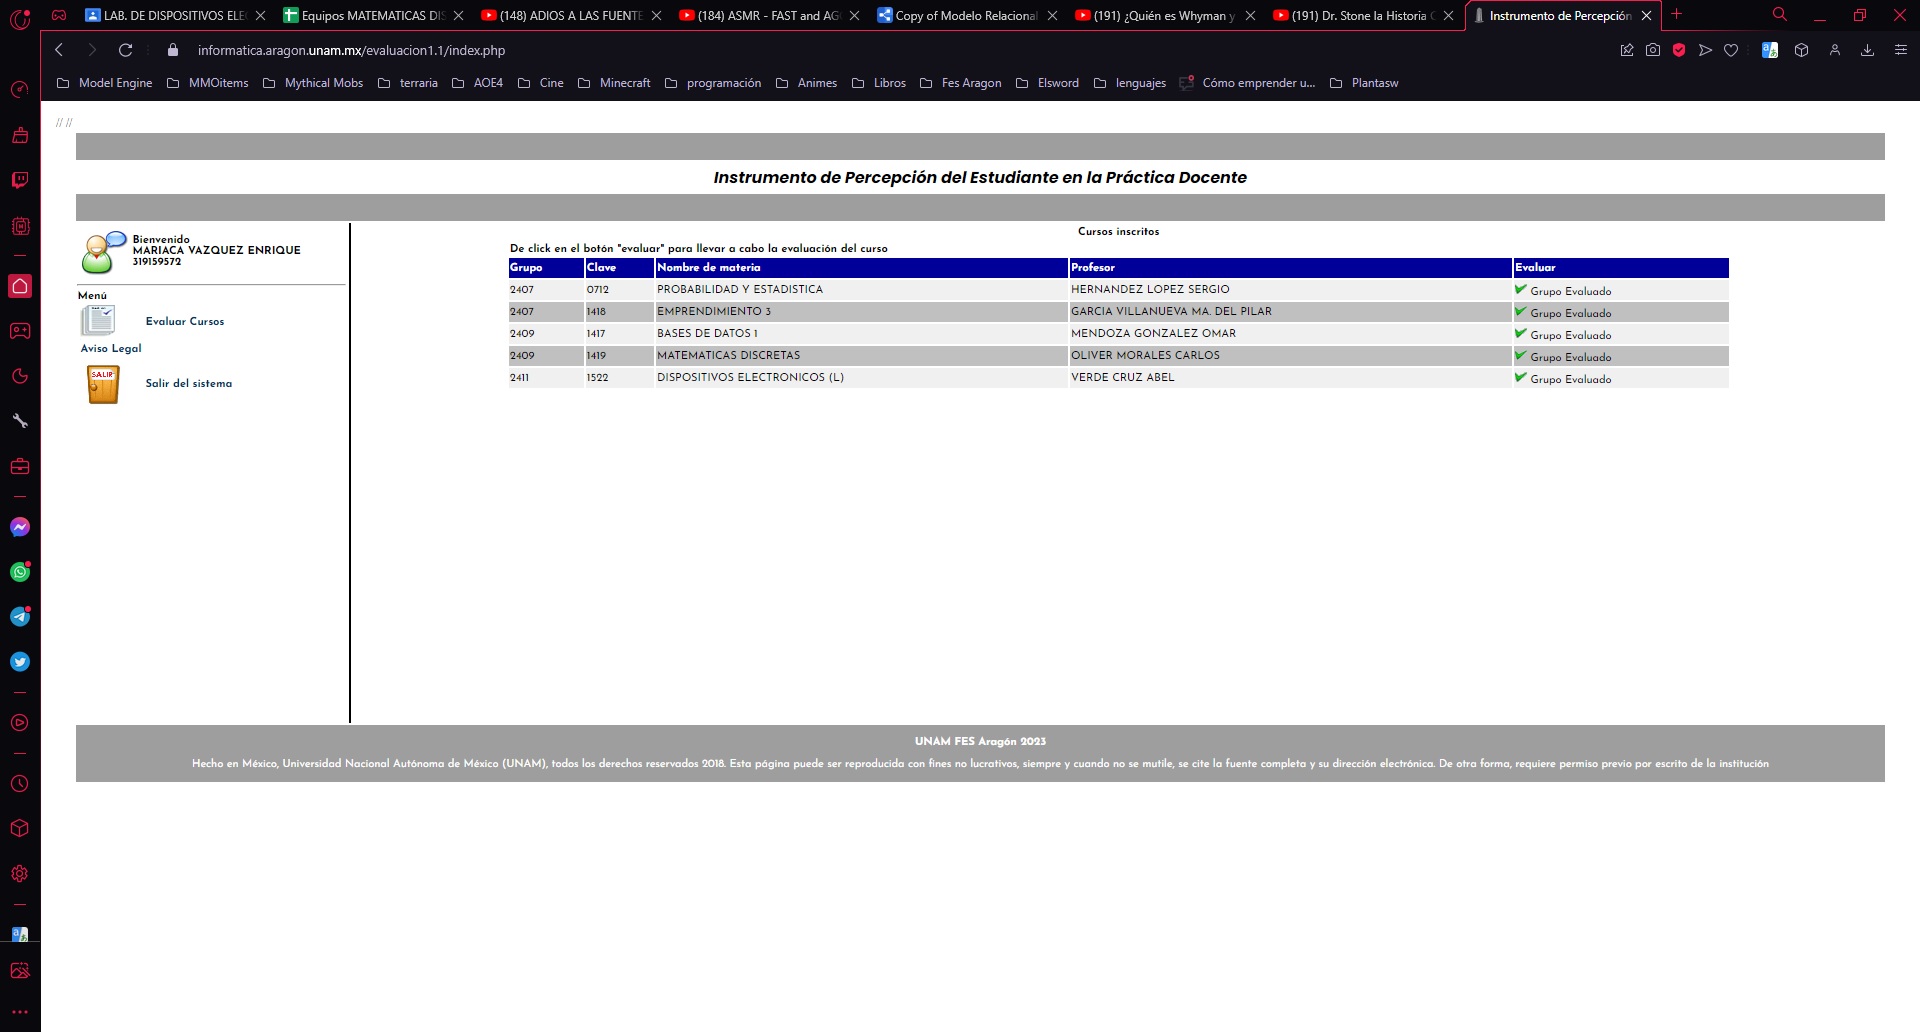 LAB. DE DISPOSITIVOS ELE
Equipos MATEMATICAS DIS
(148) ADIOS A LAS FUENTE
(184) ASMR - FAST and AG
Copy of Modelo Relacional
(191) ¿Quién es Whyman y
(191) Dr. Stone la Historia
Instrumento de Percepción
informatica.aragon.unam.mx/evaluacion1.1/index.php
Model Engine
MMOitems
Mythical Mobs
terraria
AOE4
Cine
Minecraft
programación
Animes
Libros
Fes Aragon
Elsword
lenguajes
Cómo emprender u...
Plantasw
// //
Instrumento de Percepción del Estudiante en la Práctica Docente
Bienvenido
MARIACA VAZQUEZ ENRIQUE
319159572
Menú
Evaluar Cursos
Aviso Legal
SALIR
Salir del sistema
Cursos inscritos
De click en el botón "evaluar" para llevar a cabo la evaluación del curso
Grupo Clave Nombre de materia Profesor Evaluar
2407 0712 PROBABILIDAD Y ESTADISTICA HERNANDEZ LOPEZ SERGIO Grupo Evaluado
2407 1418 EMPRENDIMIENTO 3 GARCIA VILLANUEVA MA. DEL PILAR Grupo Evaluado
2409 1417 BASES DE DATOS 1 MENDOZA GONZALEZ OMAR Grupo Evaluado
2409 1419 MATEMATICAS DISCRETAS OLIVER MORALES CARLOS Grupo Evaluado
2411 1522 DISPOSITIVOS ELECTRONICOS (L) VERDE CRUZ ABEL Grupo Evaluado
UNAM FES Aragón 2023
Hecho en México, Universidad Nacional Autónoma de México (UNAM), todos los derechos reservados 2018. Esta página puede ser reproducida con fines no lucrativos, siempre y cuando no se mutile, se cite la fuente completa y su dirección electrónica. De otra forma, requiere permiso previo por escrito de la institución